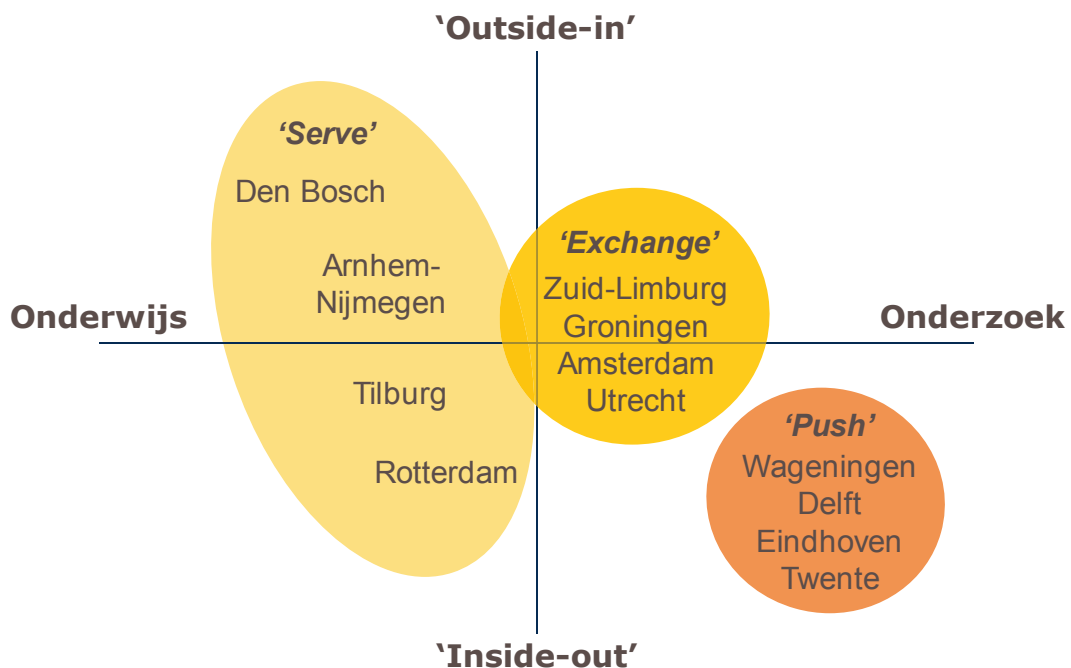 ‘Outside-in’
‘Serve’
Den Bosch
Arnhem-
Nijmegen
Tilburg
Rotterdam
‘Exchange’
Zuid-Limburg
Groningen
Amsterdam
Utrecht
Onderwijs
Onderzoek
‘Push’
Wageningen
Delft
Eindhoven
Twente
‘Inside-out’